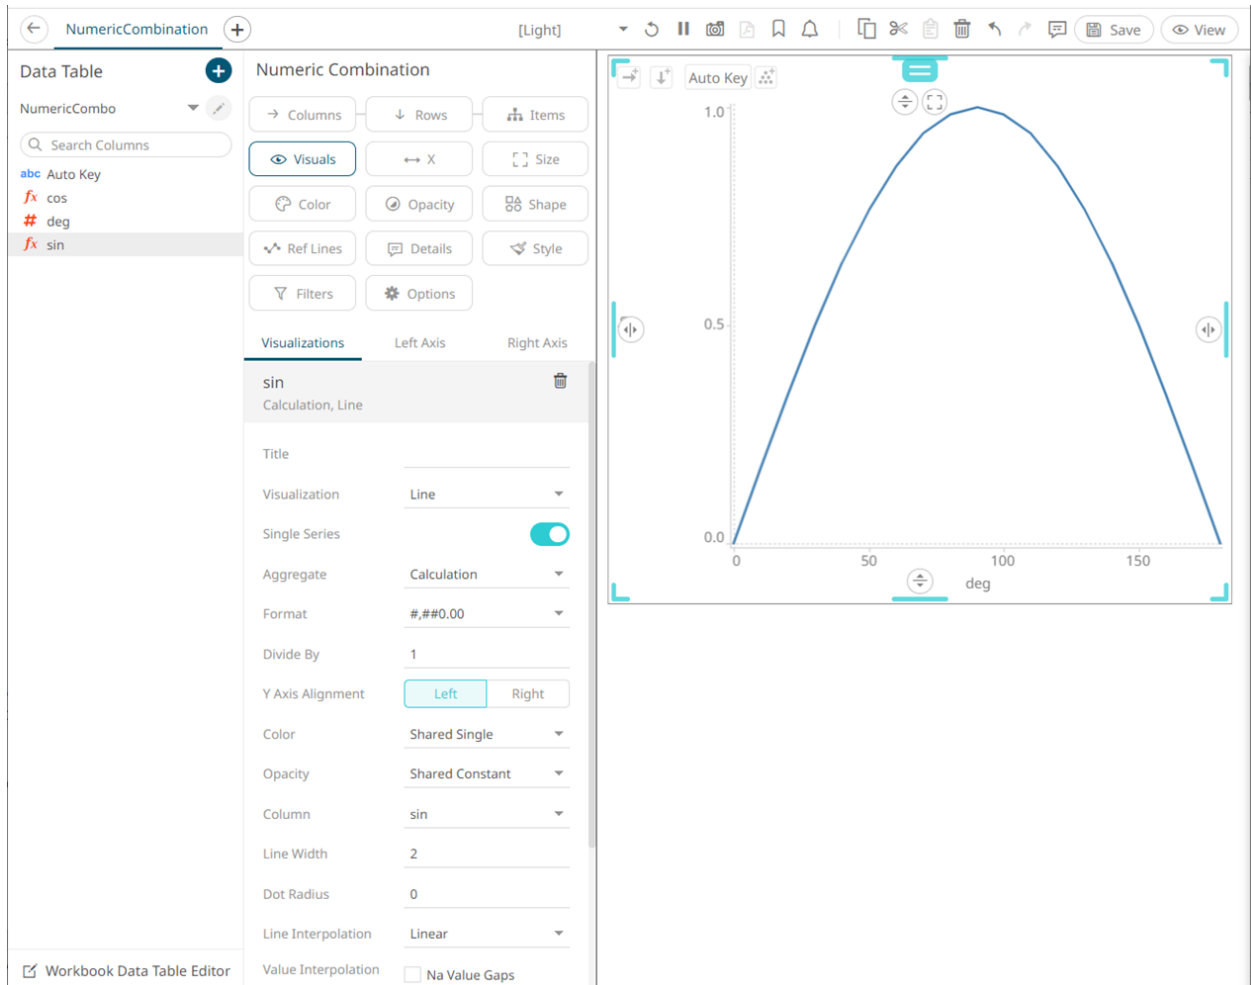 NumericCombination
[Light]
Save
View
Data Table
NumericCombo
Search Columns
abc Auto Key
fx cos
# deg
fx sin
Workbook Data Table Editor
Numeric Combination
Columns
Rows
Items
Visuals
X
Size
Color
Opacity
Shape
Ref Lines
Details
Style
Filters
Options
Visualizations
Left Axis
Right Axis
sin
Calculation, Line
Title
Visualization Line
Single Series
Aggregate Calculation
Format #,##0.00
Divide By 1
Y Axis Alignment Left Right
Color Shared Single
Opacity Shared Constant
Column sin
Line Width 2
Dot Radius 0
Line Interpolation Linear
Value Interpolation Na Value Gaps
Auto Key
1.0
0.5
0.0
0 50 100 150
deg